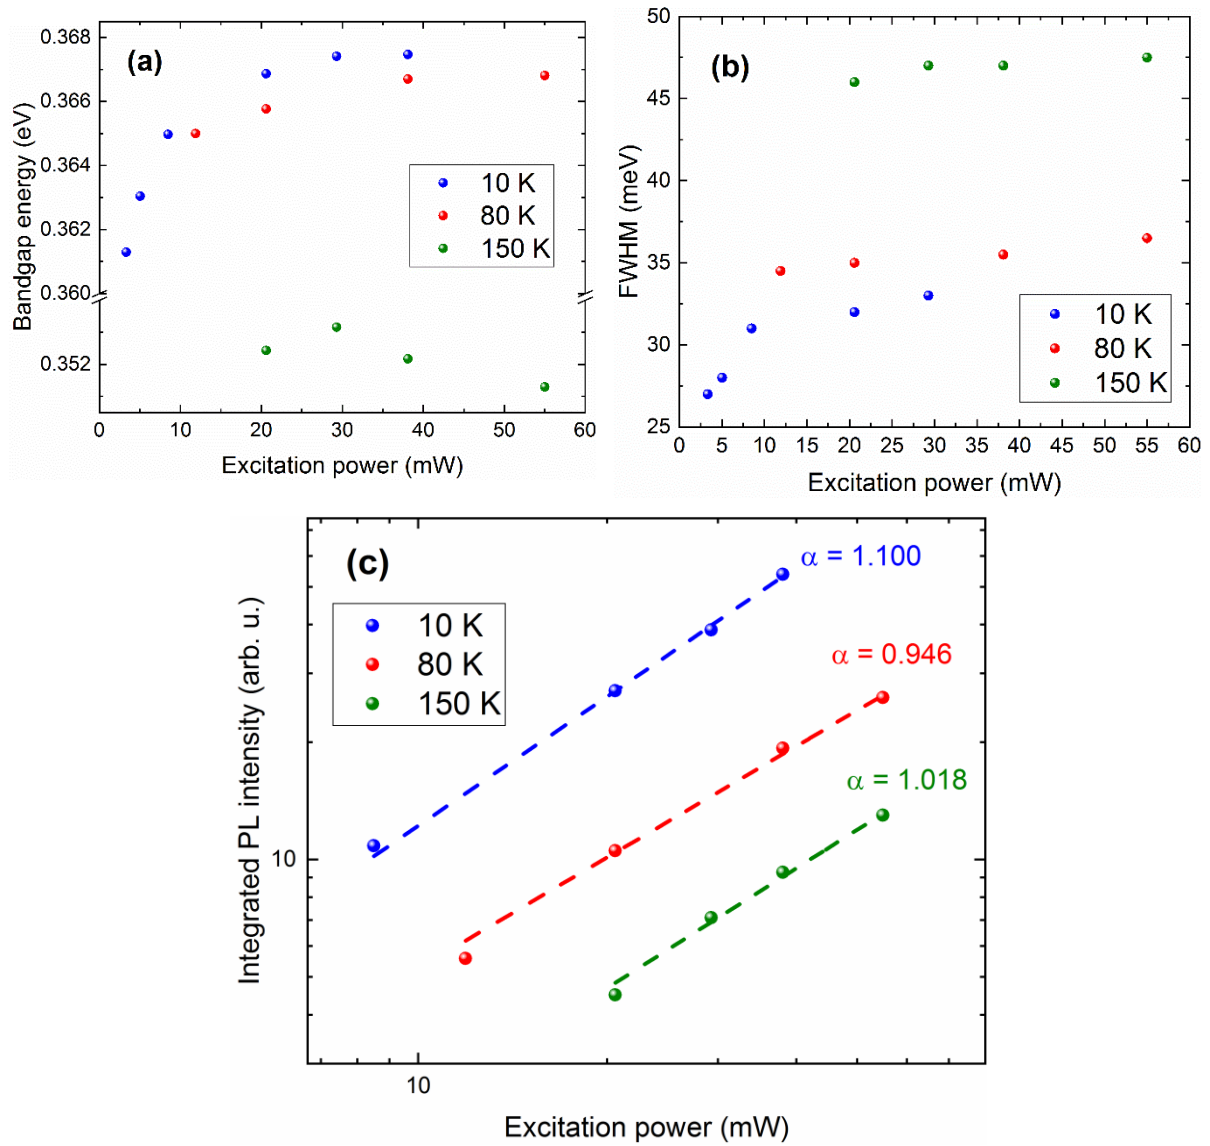 (a)
Bandgap energy (eV)
0.368
0.366
0.364
0.362
0.360
0.352
10 K
80 K
150 K
0 10 20 30 40 50 60
Excitation power (mW)
(b)
FWHM (meV)
50
45
40
35
30
25
10 K
80 K
150 K
0 5 10 15 20 25 30 35 40 45 50 55 60
Excitation power (mW)
(c)
Integrated PL intensity (arb. u.)
10 K
80 K
150 K
α = 1.100
α = 0.946
α = 1.018
10
10
Excitation power (mW)